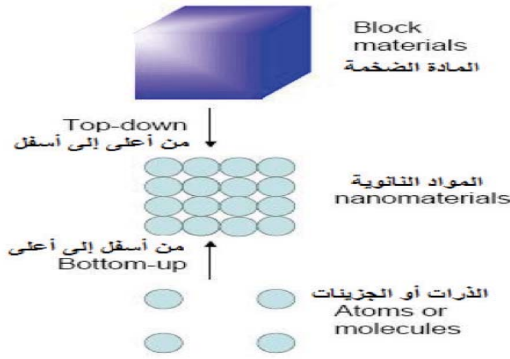 Block
materials
المادة الضخمة
Top-down
من أعلى إلى أسفل
المواد النانوية
nanomaterials
من أسفل إلى أعلى
Bottom-up
الذرات أو الجزيئات
Atoms or
molecules